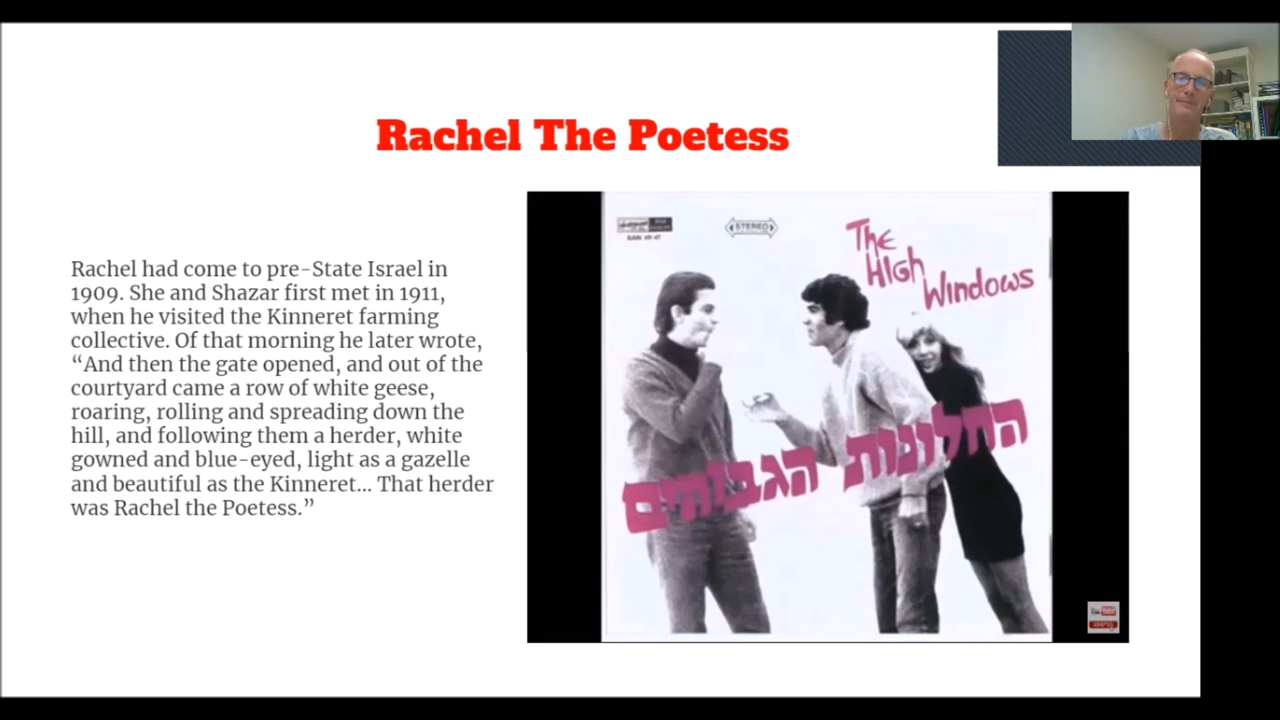 Rachel The Poetess
Rachel had come to pre-State Israel in
1909. She and Shazar first met in 1911,
when he visited the Kinneret farming
collective. Of that morning he later wrote,
“And then the gate opened, and out of the
courtyard came a row of white geese,
roaring, rolling and spreading down the
hill, and following them a herder, white
gowned and blue-eyed, light as a gazelle
and beautiful as the Kinneret... That herder
was Rachel the Poetess.”
STEREO
The
High
Windows
החלונות הגבוהים